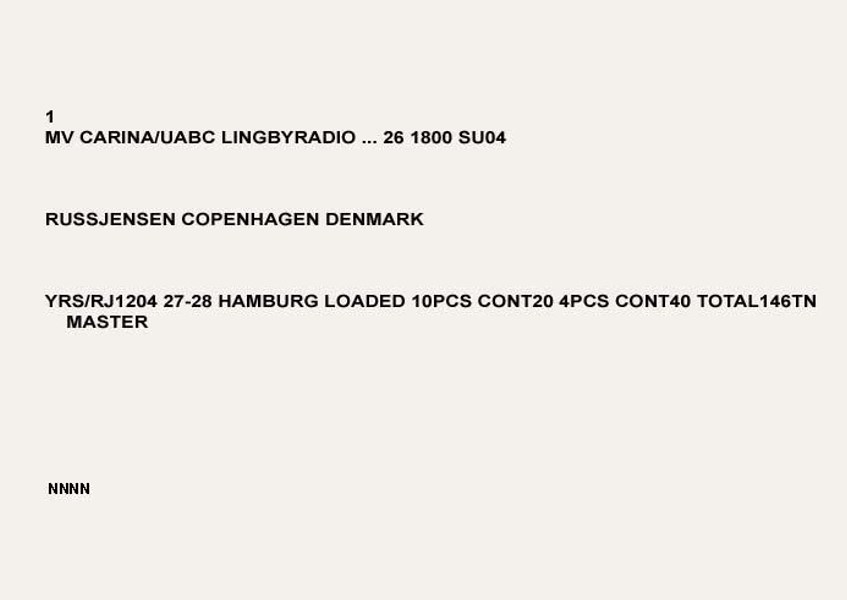 1
MV CARINA/UABC LINGBYRADIO ... 26 1800 SU04
RUSSJENSEN COPENHAGEN DENMARK
YRS/RJ1204 27-28 HAMBURG LOADED 10PCS CONT20 4PCS CONT40 TOTAL146TN
MASTER
NNNN